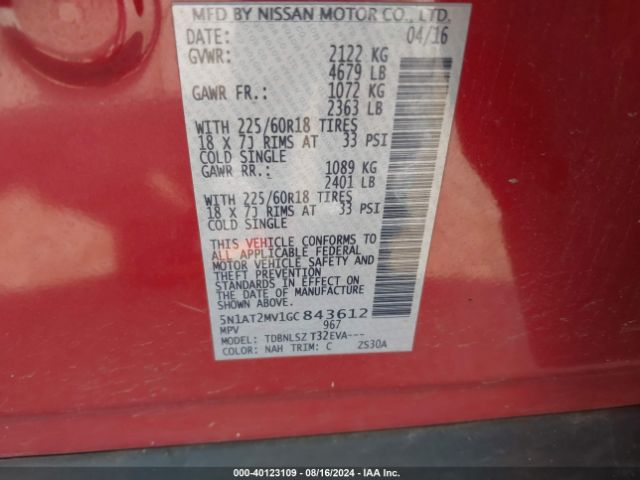 MFD BY NISSAN MOTOR CO., LTD.
DATE: 04/16
GVWR: 2122 KG
4679 LB
GAWR FR.: 1072 KG
2363 LB
WITH 225/60R18 TIRES
18 X 7J RIMS AT 33 PSI
COLD SINGLE
GAWR RR.: 1089 KG
2401 LB
WITH 225/60R18 TIRES
18 X 7J RIMS AT 33 PSI
COLD SINGLE
THIS VEHICLE CONFORMS TO
ALL APPLICABLE FEDERAL
MOTOR VEHICLE SAFETY AND
THEFT PREVENTION
STANDARDS IN EFFECT ON
THE DATE OF MANUFACTURE
SHOWN ABOVE.
5N1AT2MV1GC843612
MPV 967
MODEL: TDBNLSZ T32EVA---
COLOR: NAH TRIM: C ZS30A
000-40123109 - 08/16/2024 - IAA Inc.